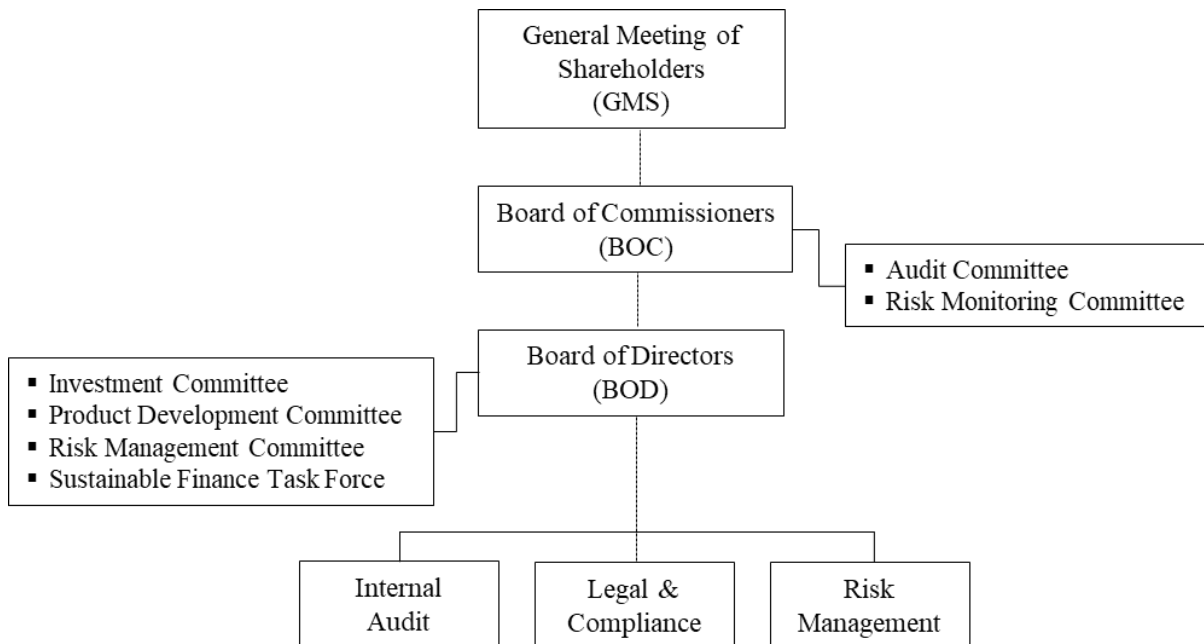 General Meeting of
Shareholders
(GMS)
Board of Commissioners
(BOC)
▪ Audit Committee
▪ Risk Monitoring Committee
Board of Directors
(BOD)
▪ Investment Committee
▪ Product Development Committee
▪ Risk Management Committee
▪ Sustainable Finance Task Force
Internal
Audit
Legal &
Compliance
Risk
Management